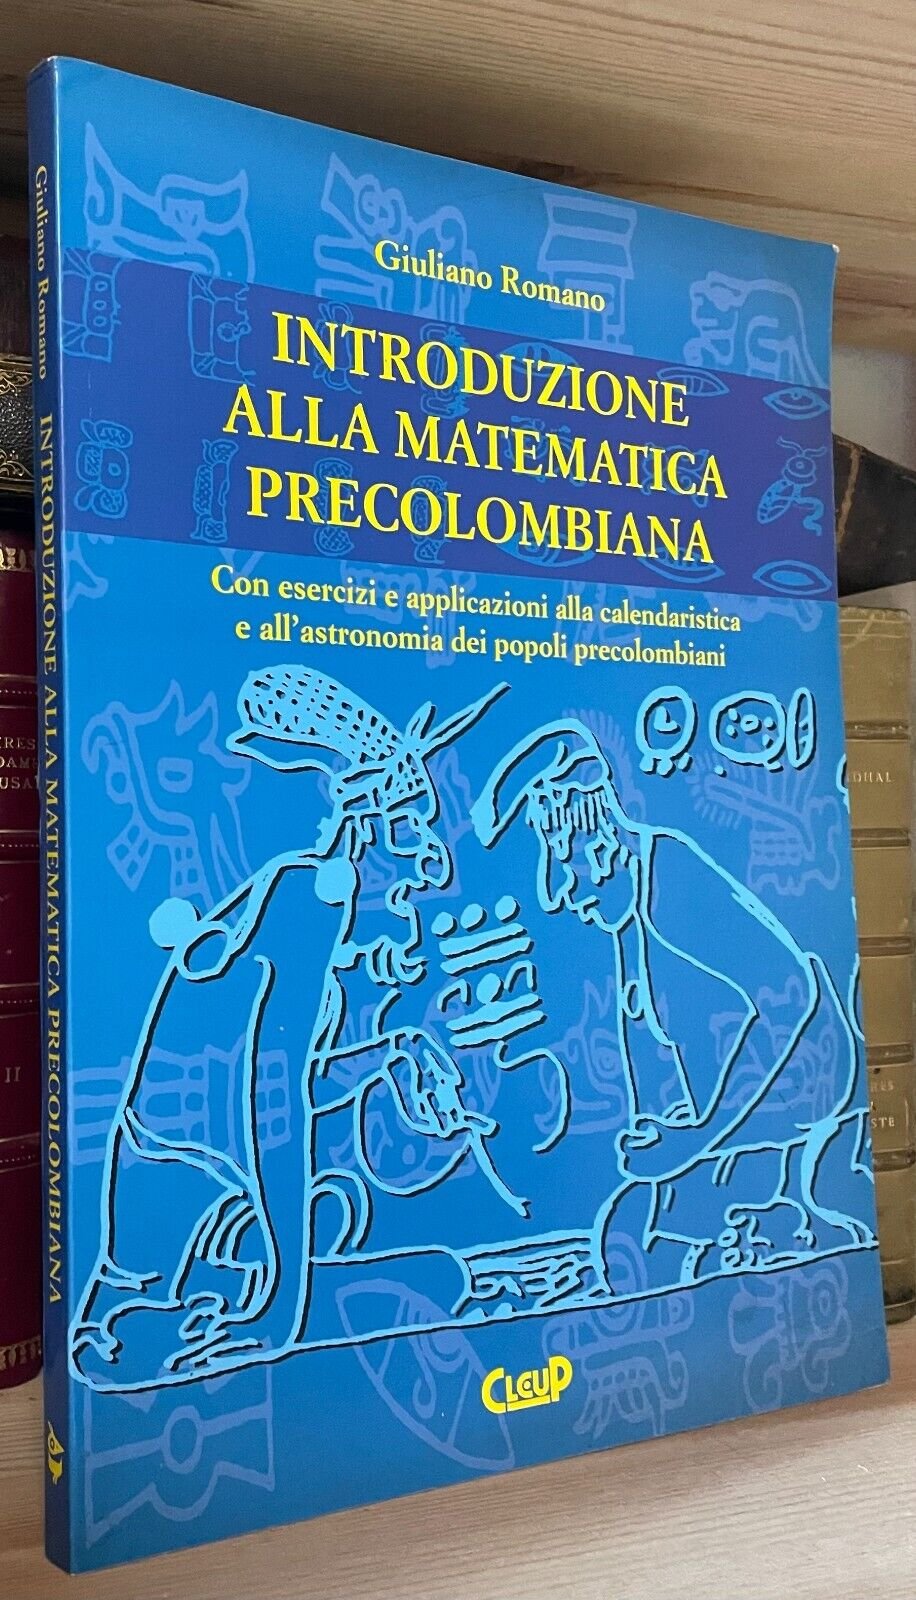 Giuliano Romano
INTRODUZIONE
ALLA MATEMATICA
PRECOLOMBIANA
Con esercizi e applicazioni alla calendaristica
e all'astronomia dei popoli precolombiani
CLEUP
Giuliano Romano INTRODUZIONE ALLA MATEMATICA PRECOLOMBIANA
II